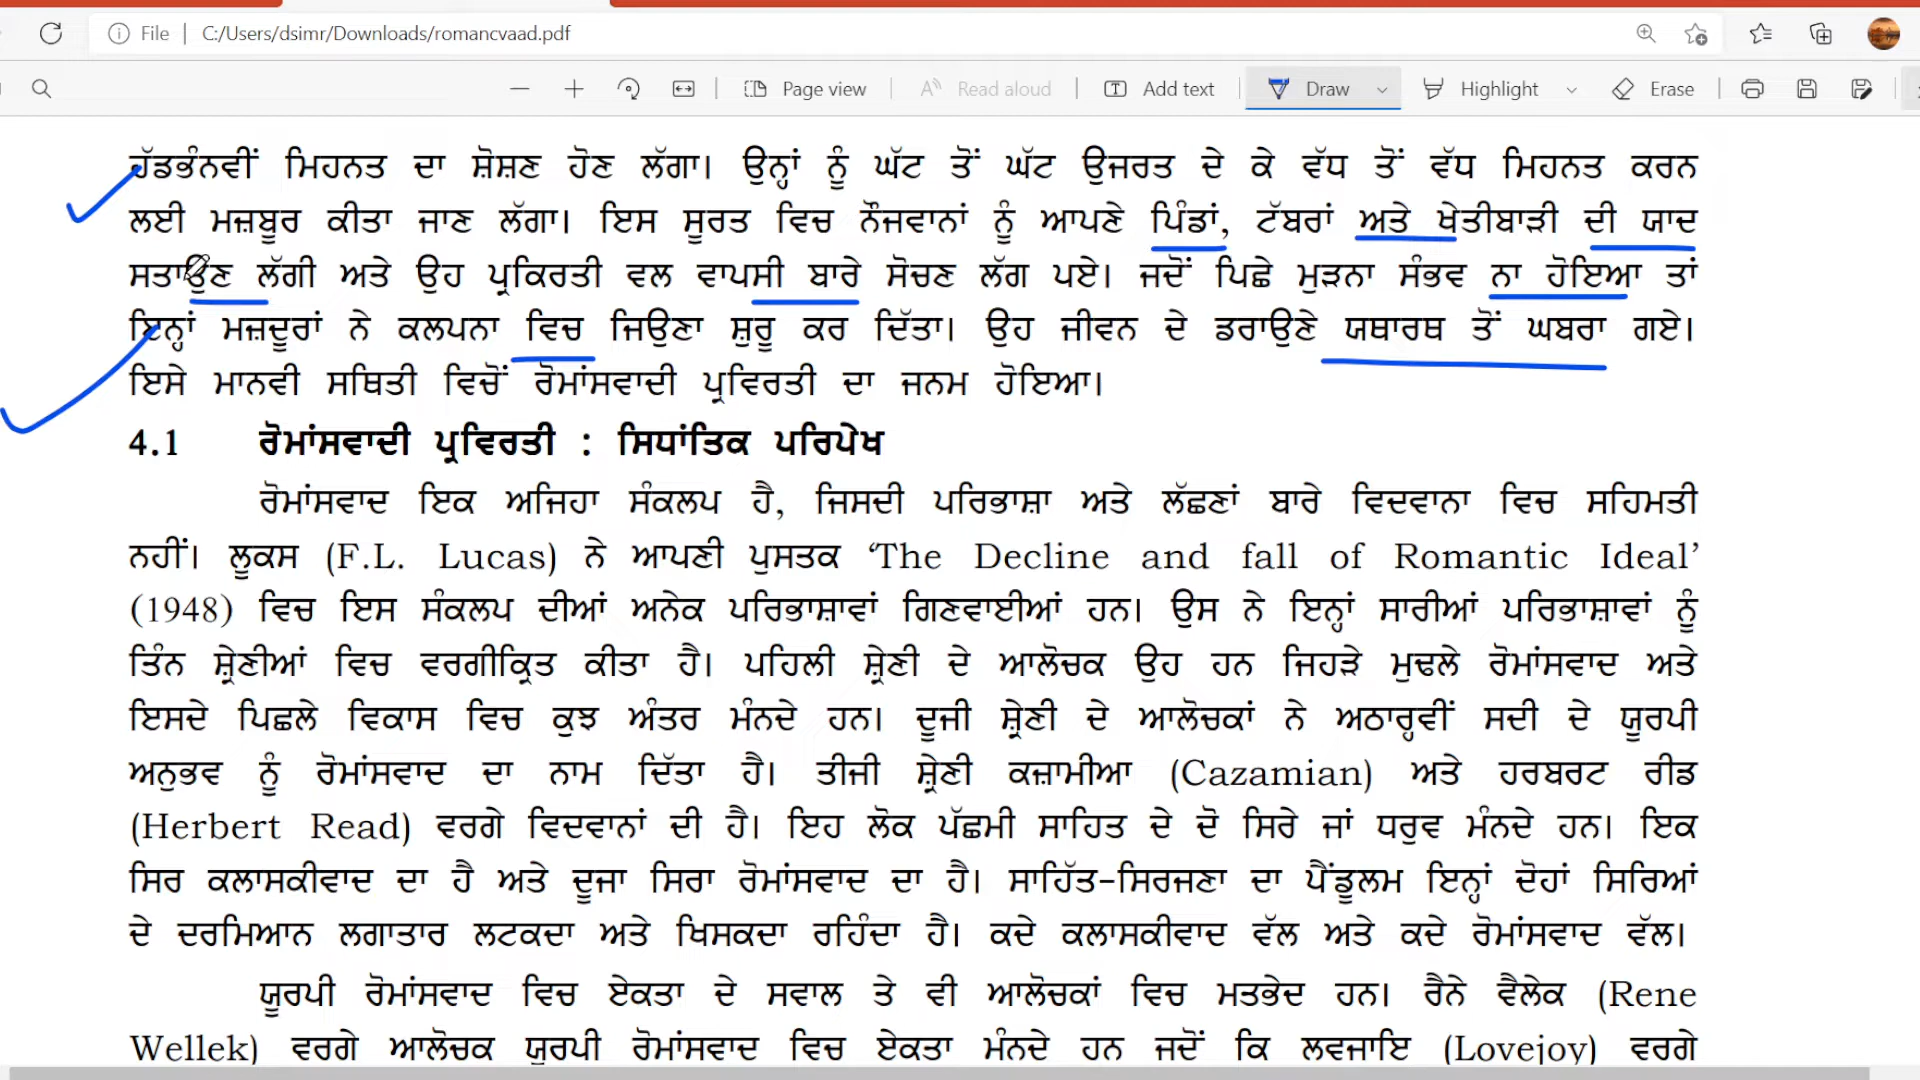 File
C:/Users/dsimr/Downloads/romancvaad.pdf
Page view
Read aloud
Add text
Draw
Highlight
Erase
ਹੱਡਭੰਨਵੀਂ ਮਿਹਨਤ ਦਾ ਸ਼ੋਸ਼ਣ ਹੋਣ ਲੱਗਾ। ਉਨ੍ਹਾਂ ਨੂੰ ਘੱਟ ਤੋਂ ਘੱਟ ਉਜਰਤ ਦੇ ਕੇ ਵੱਧ ਤੋਂ ਵੱਧ ਮਿਹਨਤ ਕਰਨ
ਲਈ ਮਜ਼ਬੂਰ ਕੀਤਾ ਜਾਣ ਲੱਗਾ। ਇਸ ਸੂਰਤ ਵਿਚ ਨੌਜਵਾਨਾਂ ਨੂੰ ਆਪਣੇ ਪਿੰਡਾਂ, ਟੱਬਰਾਂ ਅਤੇ ਖੇਤੀਬਾੜੀ ਦੀ ਯਾਦ
ਸਤਾਉਣ ਲੱਗੀ ਅਤੇ ਉਹ ਪ੍ਰਕਿਰਤੀ ਵਲ ਵਾਪਸੀ ਬਾਰੇ ਸੋਚਣ ਲੱਗ ਪਏ। ਜਦੋਂ ਪਿਛੇ ਮੁੜਨਾ ਸੰਭਵ ਨਾ ਹੋਇਆ ਤਾਂ
ਇਨ੍ਹਾਂ ਮਜ਼ਦੂਰਾਂ ਨੇ ਕਲਪਨਾ ਵਿਚ ਜਿਉਣਾ ਸ਼ੁਰੂ ਕਰ ਦਿੱਤਾ। ਉਹ ਜੀਵਨ ਦੇ ਡਰਾਉਣੇ ਯਥਾਰਥ ਤੋਂ ਘਬਰਾ ਗਏ।
ਇਸੇ ਮਾਨਵੀ ਸਥਿਤੀ ਵਿਚੋਂ ਰੋਮਾਂਸਵਾਦੀ ਪ੍ਰਵਿਰਤੀ ਦਾ ਜਨਮ ਹੋਇਆ।
4.1 ਰੋਮਾਂਸਵਾਦੀ ਪ੍ਰਵਿਰਤੀ : ਸਿਧਾਂਤਿਕ ਪਰਿਪੇਖ
ਰੋਮਾਂਸਵਾਦ ਇਕ ਅਜਿਹਾ ਸੰਕਲਪ ਹੈ, ਜਿਸਦੀ ਪਰਿਭਾਸ਼ਾ ਅਤੇ ਲੱਛਣਾਂ ਬਾਰੇ ਵਿਦਵਾਨਾ ਵਿਚ ਸਹਿਮਤੀ
ਨਹੀਂ। ਲੂਕਸ (F.L. Lucas) ਨੇ ਆਪਣੀ ਪੁਸਤਕ ‘The Decline and fall of Romantic Ideal’
(1948) ਵਿਚ ਇਸ ਸੰਕਲਪ ਦੀਆਂ ਅਨੇਕ ਪਰਿਭਾਸ਼ਾਵਾਂ ਗਿਣਵਾਈਆਂ ਹਨ। ਉਸ ਨੇ ਇਨ੍ਹਾਂ ਸਾਰੀਆਂ ਪਰਿਭਾਸ਼ਾਵਾਂ ਨੂੰ
ਤਿੰਨ ਸ਼੍ਰੇਣੀਆਂ ਵਿਚ ਵਰਗੀਕ੍ਰਿਤ ਕੀਤਾ ਹੈ। ਪਹਿਲੀ ਸ਼੍ਰੇਣੀ ਦੇ ਆਲੋਚਕ ਉਹ ਹਨ ਜਿਹੜੇ ਮੁਢਲੇ ਰੋਮਾਂਸਵਾਦ ਅਤੇ
ਇਸਦੇ ਪਿਛਲੇ ਵਿਕਾਸ ਵਿਚ ਕੁਝ ਅੰਤਰ ਮੰਨਦੇ ਹਨ। ਦੂਜੀ ਸ਼੍ਰੇਣੀ ਦੇ ਆਲੋਚਕਾਂ ਨੇ ਅਠਾਰ੍ਹਵੀਂ ਸਦੀ ਦੇ ਯੂਰਪੀ
ਅਨੁਭਵ ਨੂੰ ਰੋਮਾਂਸਵਾਦ ਦਾ ਨਾਮ ਦਿੱਤਾ ਹੈ। ਤੀਜੀ ਸ਼੍ਰੇਣੀ ਕਜ਼ਾਮੀਆ (Cazamian) ਅਤੇ ਹਰਬਰਟ ਰੀਡ
(Herbert Read) ਵਰਗੇ ਵਿਦਵਾਨਾਂ ਦੀ ਹੈ। ਇਹ ਲੋਕ ਪੱਛਮੀ ਸਾਹਿਤ ਦੇ ਦੋ ਸਿਰੇ ਜਾਂ ਧਰੁਵ ਮੰਨਦੇ ਹਨ। ਇਕ
ਸਿਰ ਕਲਾਸਕੀਵਾਦ ਦਾ ਹੈ ਅਤੇ ਦੂਜਾ ਸਿਰਾ ਰੋਮਾਂਸਵਾਦ ਦਾ ਹੈ। ਸਾਹਿੱਤ-ਸਿਰਜਣਾ ਦਾ ਪੈਂਡੂਲਮ ਇਨ੍ਹਾਂ ਦੋਹਾਂ ਸਿਰਿਆਂ
ਦੇ ਦਰਮਿਆਨ ਲਗਾਤਾਰ ਲਟਕਦਾ ਅਤੇ ਖਿਸਕਦਾ ਰਹਿੰਦਾ ਹੈ। ਕਦੇ ਕਲਾਸਕੀਵਾਦ ਵੱਲ ਅਤੇ ਕਦੇ ਰੋਮਾਂਸਵਾਦ ਵੱਲ।
ਯੂਰਪੀ ਰੋਮਾਂਸਵਾਦ ਵਿਚ ਏਕਤਾ ਦੇ ਸਵਾਲ ਤੇ ਵੀ ਆਲੋਚਕਾਂ ਵਿਚ ਮਤਭੇਦ ਹਨ। ਰੈਨੇ ਵੈਲੇਕ (Rene
Wellek) ਵਰਗੇ ਆਲੋਚਕ ਯੂਰਪੀ ਰੋਮਾਂਸਵਾਦ ਵਿਚ ਏਕਤਾ ਮੰਨਦੇ ਹਨ ਜਦੋਂ ਕਿ ਲਵਜਾਇ (Lovejoy) ਵਰਗੇ